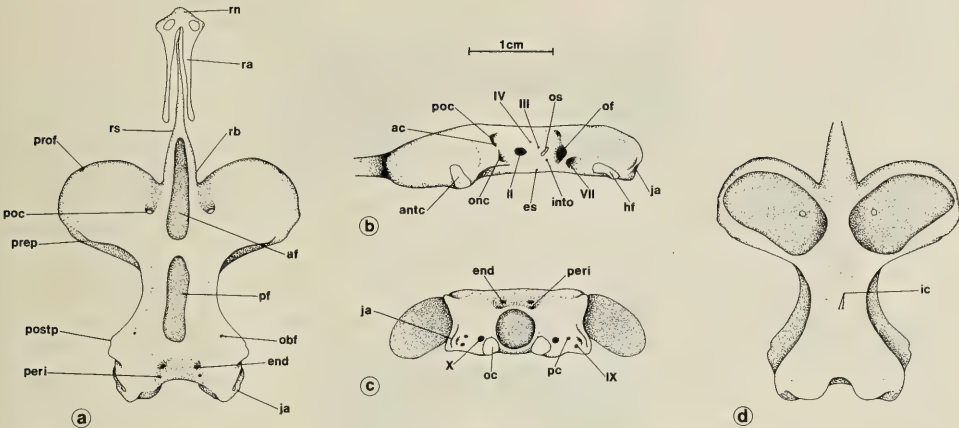 rn
ra
rs
rb
prof
poc
prep
af
pf
postp
obf
end
peri
ja
a
1cm
IV
III
os
of
poc
ac
antc
onc
II
es
into
VII
hf
ja
b
end
peri
ja
X
oc
pc
IX
c
ic
d